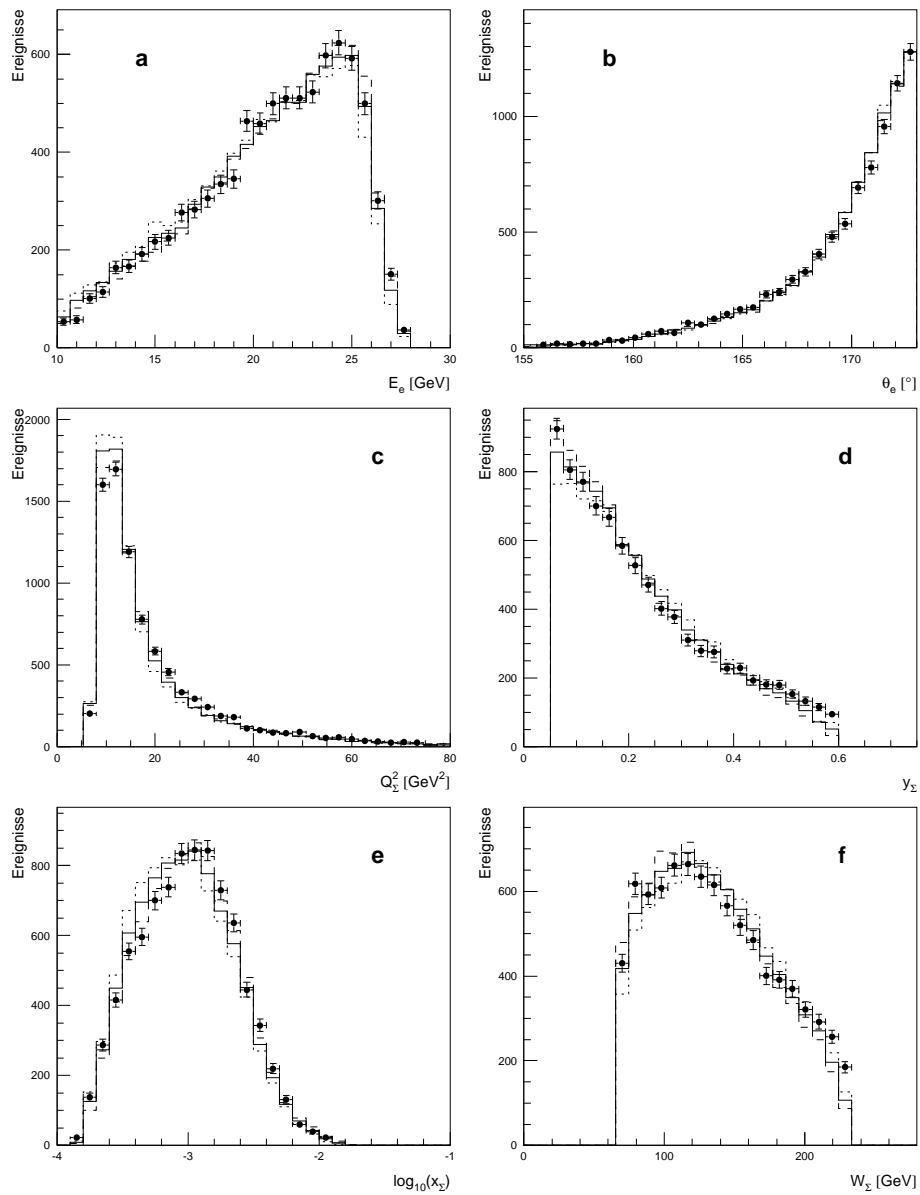 Ereignisse
a
600
400
200
0
10 15 20 25 30
E_e [GeV]
Ereignisse
b
1000
500
0
155 160 165 170
θ_e [°]
Ereignisse
c
2000
1500
1000
500
0
0 20 40 60 80
Q²_Σ [GeV²]
Ereignisse
d
800
600
400
200
0
0 0.2 0.4 0.6
y_Σ
Ereignisse
e
800
600
400
200
0
-4 -3 -2 -1
log₁₀(x_Σ)
Ereignisse
f
600
400
200
0
0 100 200
W_Σ [GeV]